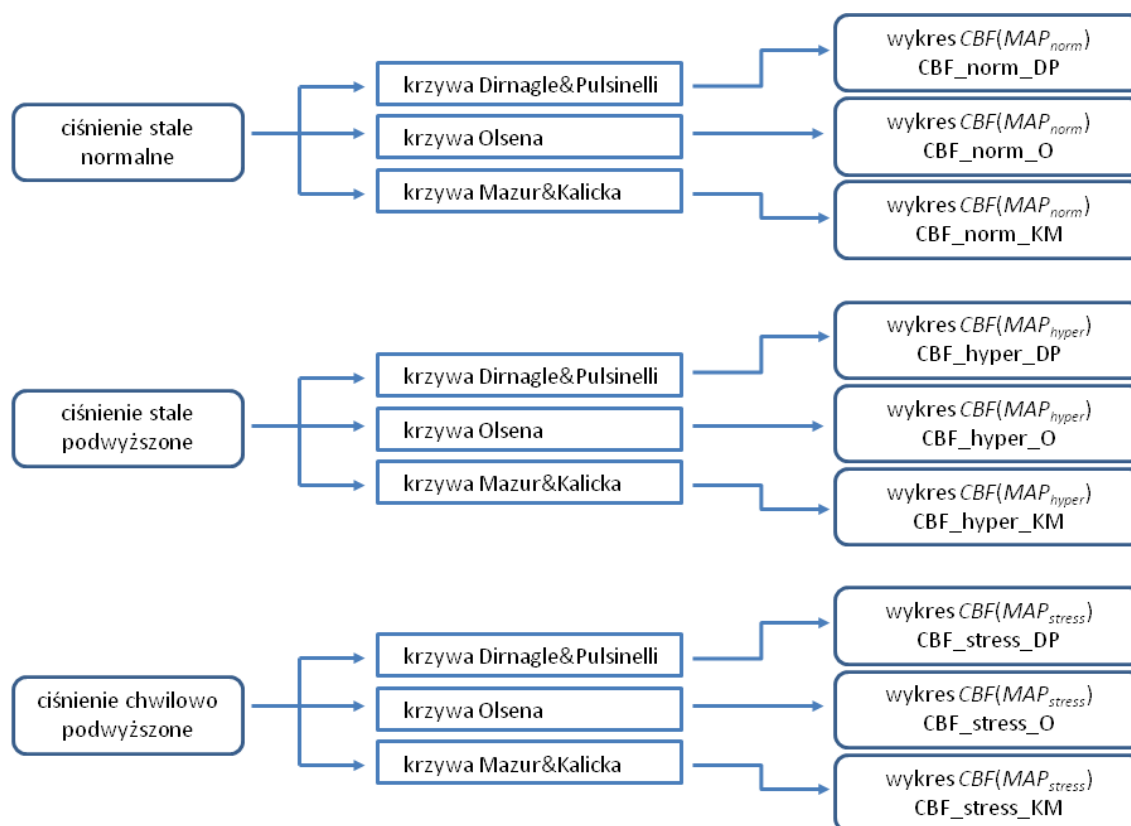 ciśnienie stale
normalne
krzywa Dirnagle&Pulsinelli
krzywa Olsena
krzywa Mazur&Kalicka
wykres CBF(MAPnorm)
CBF_norm_DP
wykres CBF(MAPnorm)
CBF_norm_O
wykres CBF(MAPnorm)
CBF_norm_KM
ciśnienie stale
podwyższone
krzywa Dirnagle&Pulsinelli
krzywa Olsena
krzywa Mazur&Kalicka
wykres CBF(MAPhyper)
CBF_hyper_DP
wykres CBF(MAPhyper)
CBF_hyper_O
wykres CBF(MAPhyper)
CBF_hyper_KM
ciśnienie chwilowo
podwyższone
krzywa Dirnagle&Pulsinelli
krzywa Olsena
krzywa Mazur&Kalicka
wykres CBF(MAPstress)
CBF_stress_DP
wykres CBF(MAPstress)
CBF_stress_O
wykres CBF(MAPstress)
CBF_stress_KM